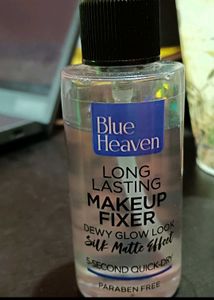 Blue
Heaven
LONG
LASTING
MAKEUP
FIXER
DEWY GLOW LOOK
Silk Matte Effect
5-SECOND QUICK-DRY
PARABEN FREE